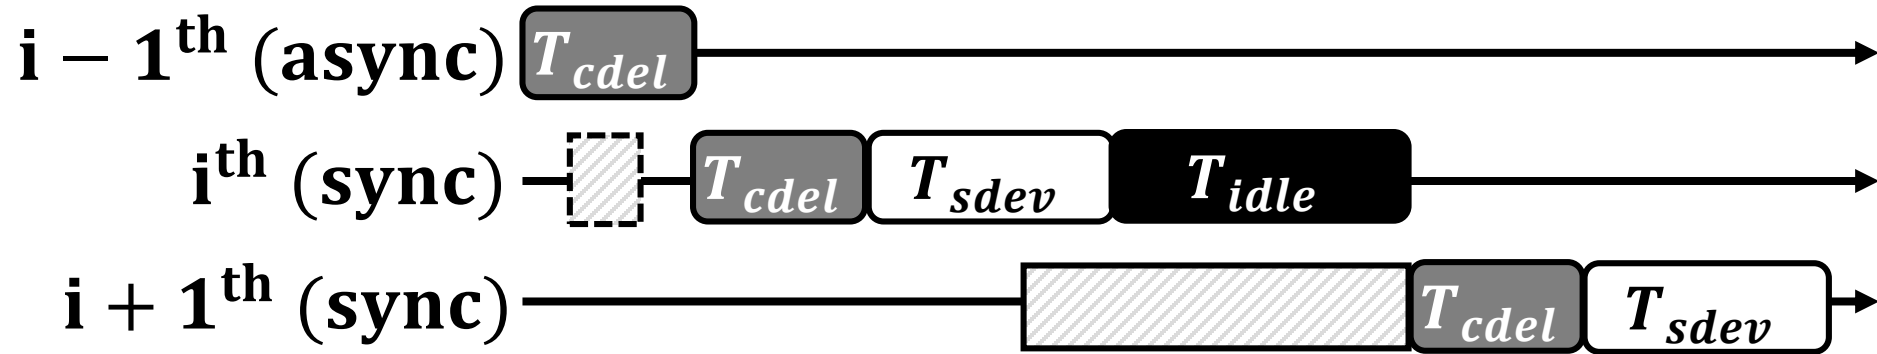 i − 1th (async) Tcdel
ith (sync) Tcdel Tsdev Tidle
i + 1th (sync) Tcdel Tsdev